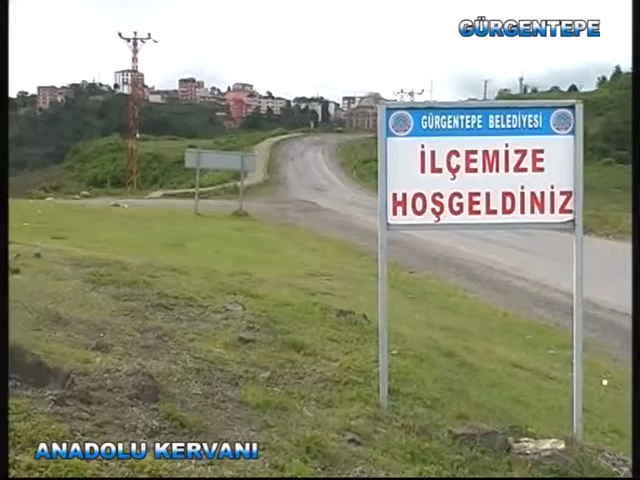 GÜRGENTEPE
GÜRGENTEPE BELEDİYESİ
İLÇEMİZE
HOŞGELDİNİZ
ANADOLU KERVANI